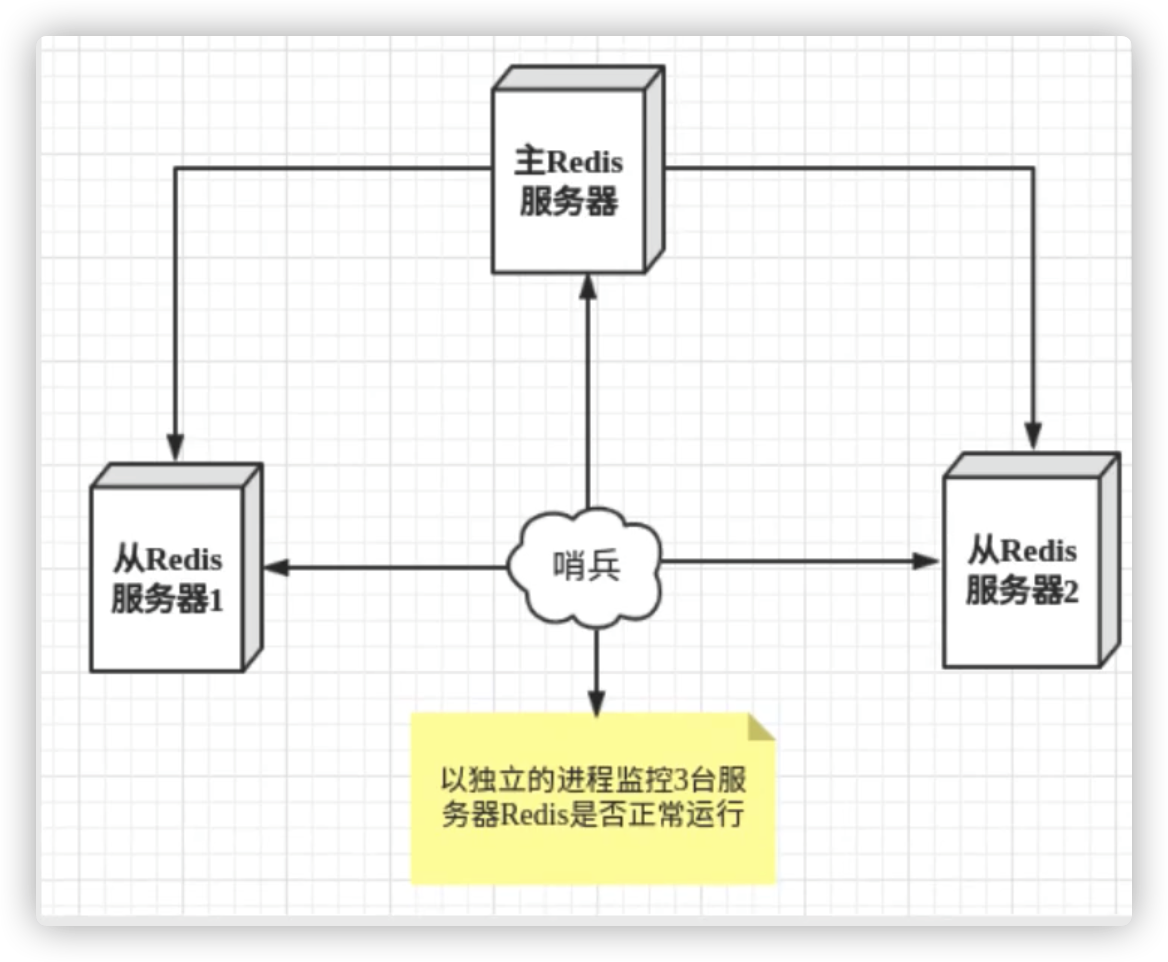 主Redis
服务器
从Redis
服务器1
哨兵
从Redis
服务器2
以独立的进程监控3台服
务器Redis是否正常运行